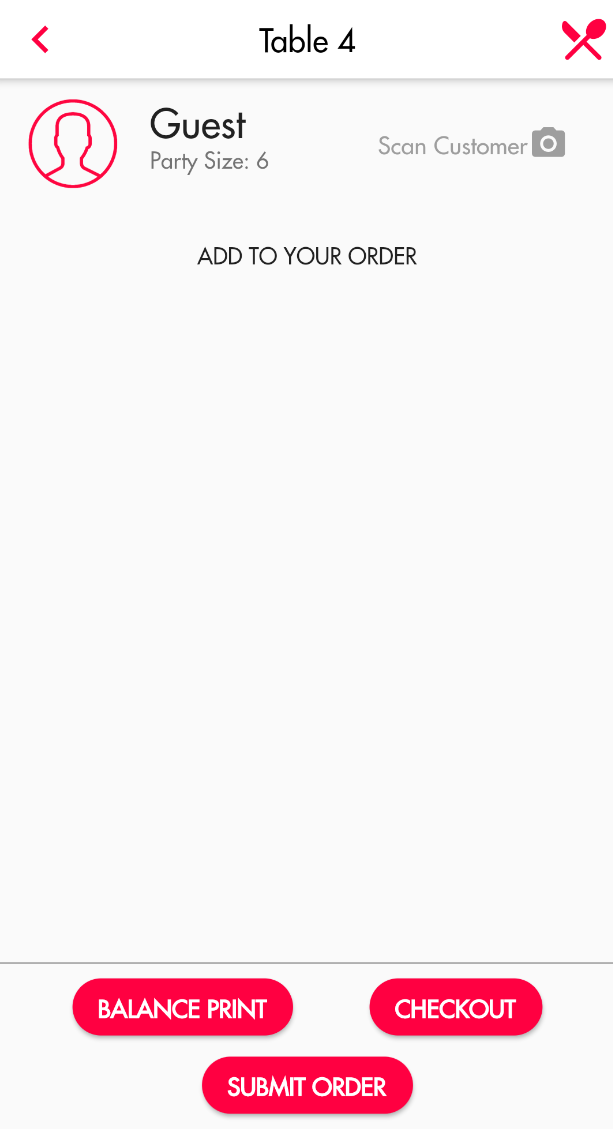 Table 4
Guest
Party Size: 6
Scan Customer
ADD TO YOUR ORDER
BALANCE PRINT
CHECKOUT
SUBMIT ORDER